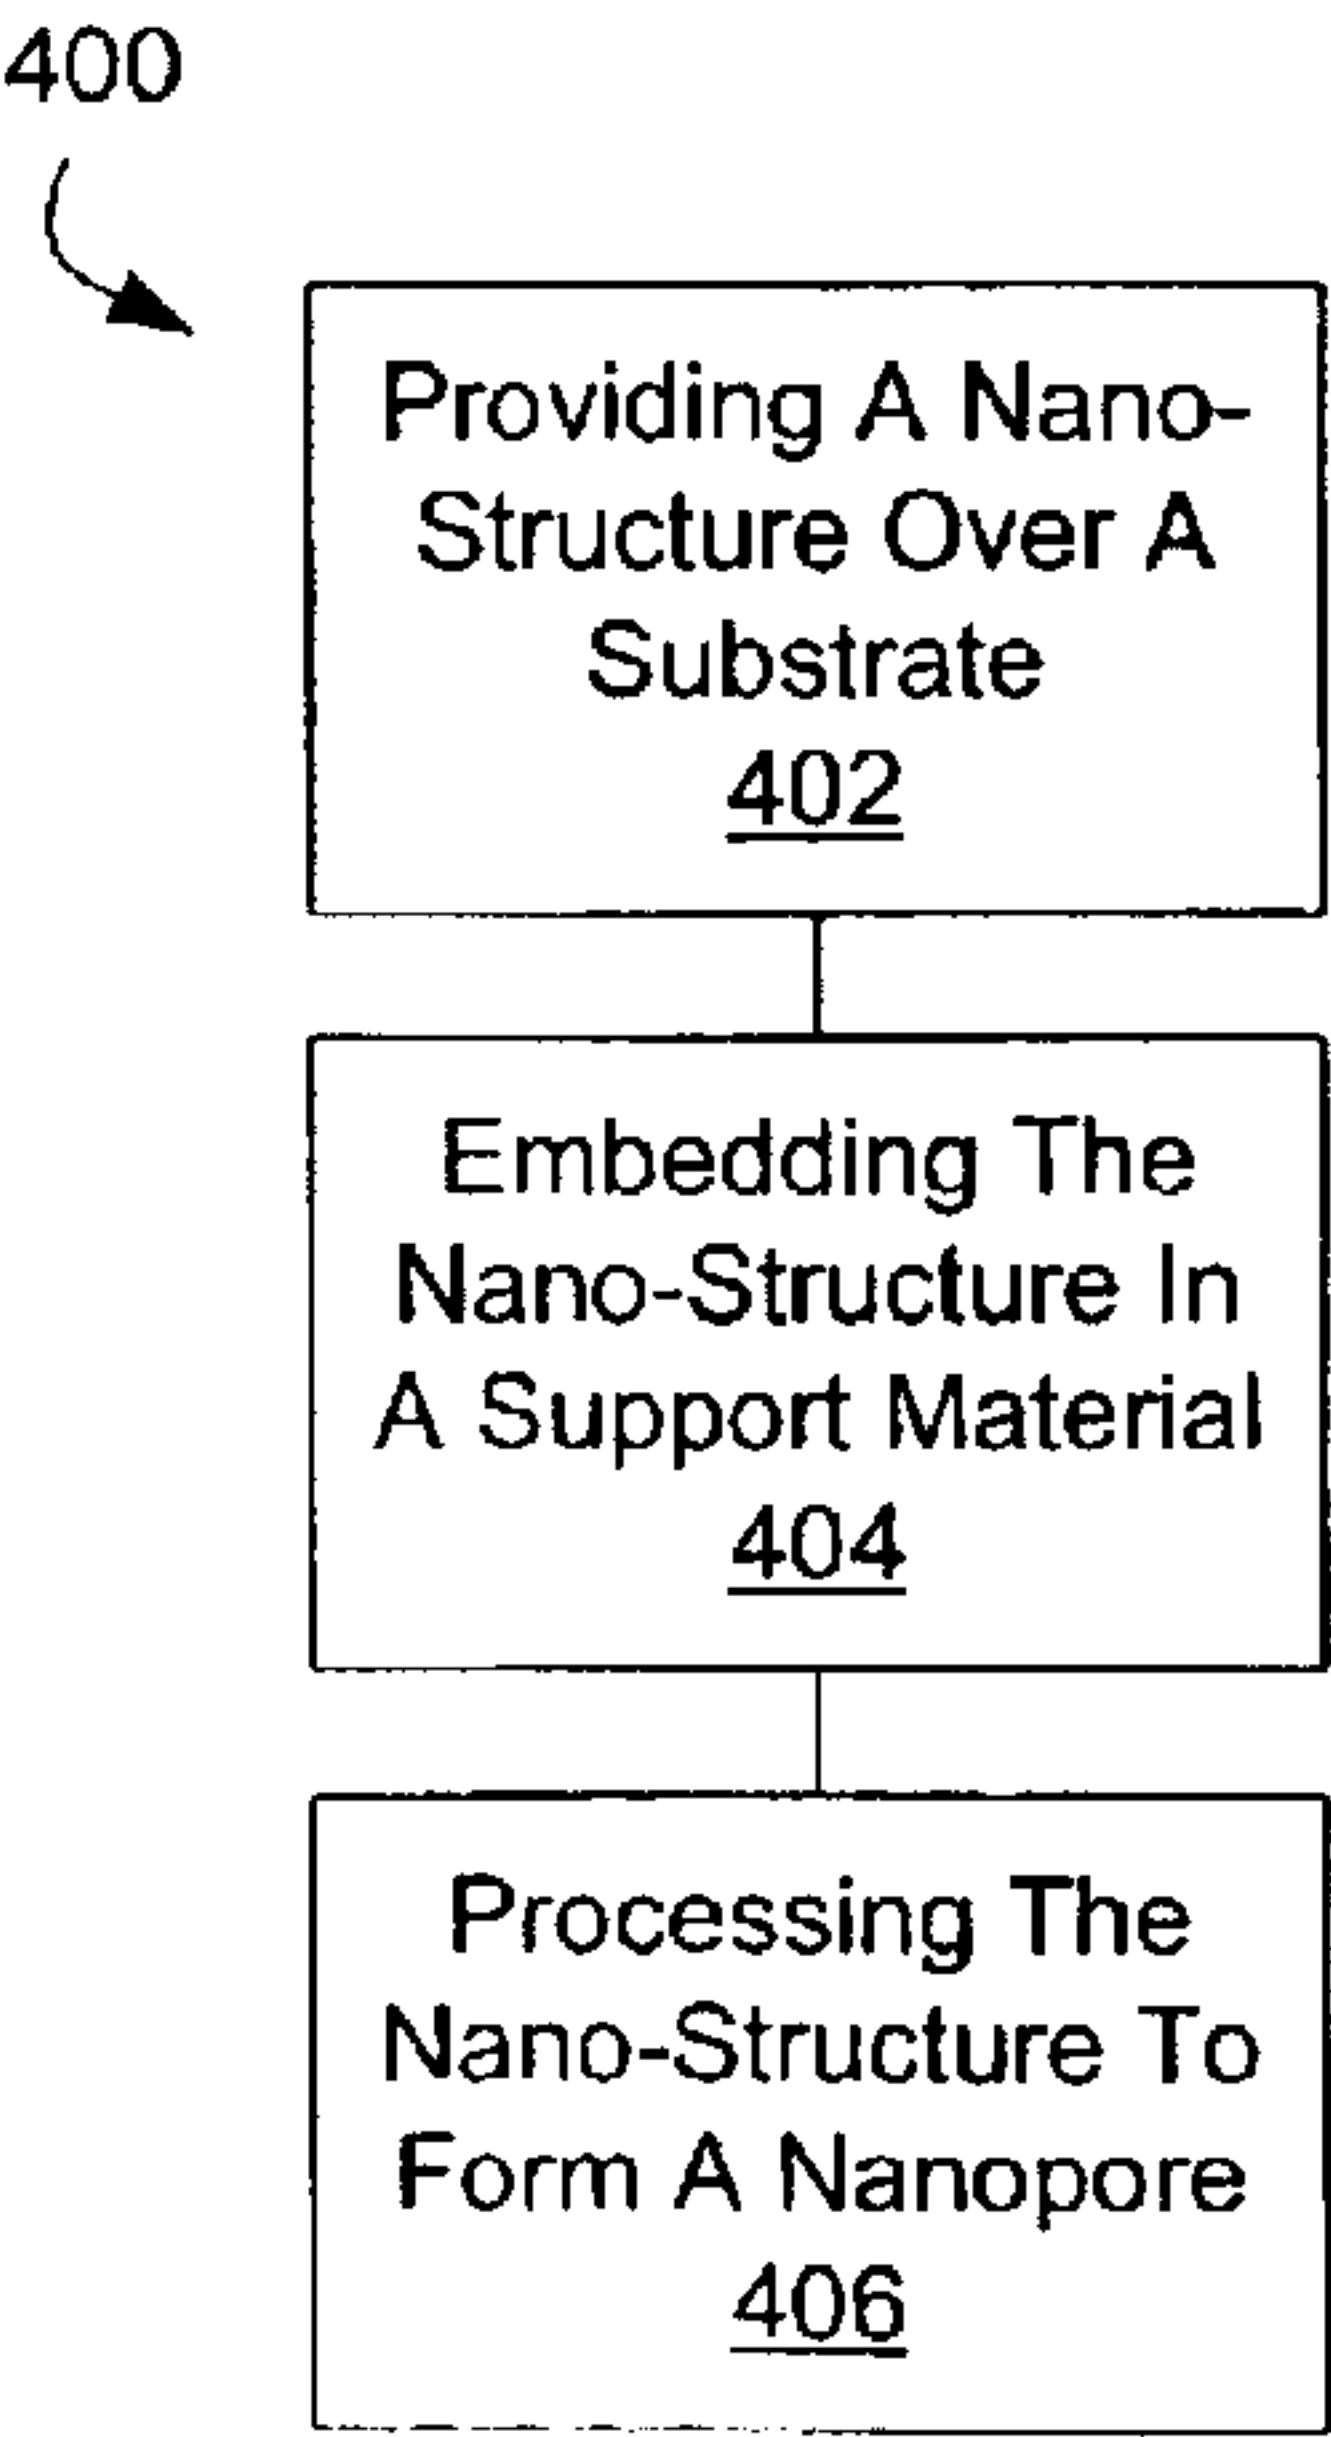 400
Providing A Nano-
Structure Over A
Substrate
402
Embedding The
Nano-Structure In
A Support Material
404
Processing The
Nano-Structure To
Form A Nanopore
406